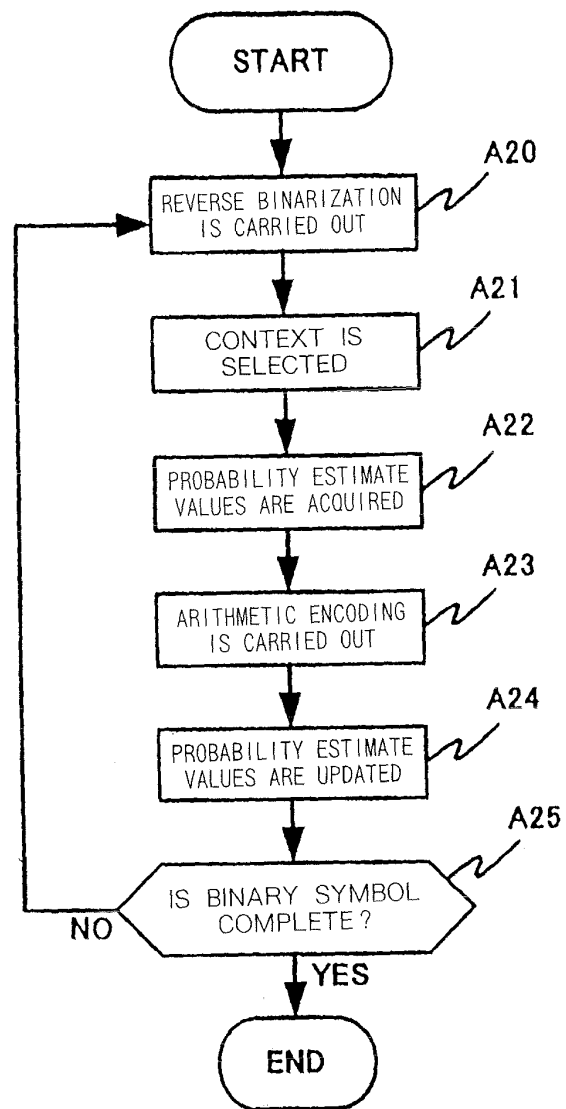 START
A20
REVERSE BINARIZATION
IS CARRIED OUT
A21
CONTEXT IS
SELECTED
A22
PROBABILITY ESTIMATE
VALUES ARE ACQUIRED
A23
ARITHMETIC ENCODING
IS CARRIED OUT
A24
PROBABILITY ESTIMATE
VALUES ARE UPDATED
A25
IS BINARY SYMBOL
COMPLETE?
NO
YES
END